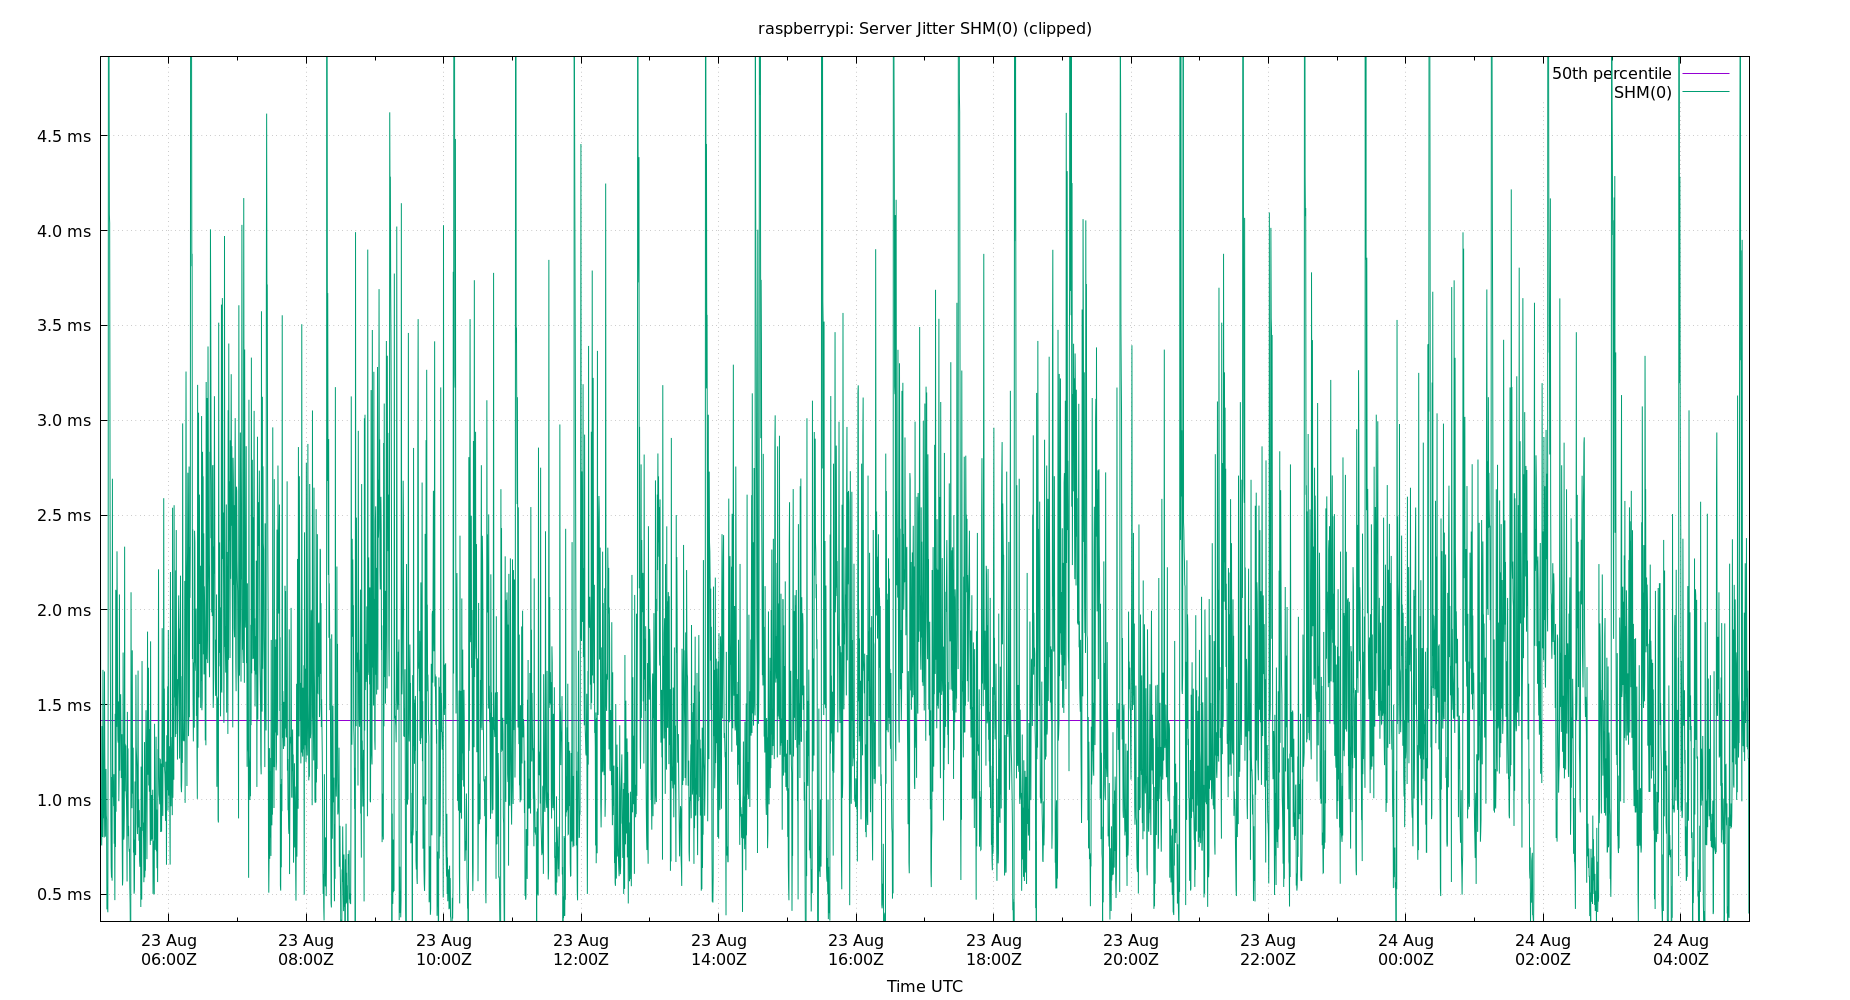 raspberrypi: Server Jitter SHM(0) (clipped)
50th percentile
SHM(0)
4.5 ms
4.0 ms
3.5 ms
3.0 ms
2.5 ms
2.0 ms
1.5 ms
1.0 ms
0.5 ms
23 Aug 23 Aug 23 Aug 23 Aug 23 Aug 23 Aug 23 Aug 23 Aug 23 Aug 24 Aug 24 Aug 24 Aug
06:00Z 08:00Z 10:00Z 12:00Z 14:00Z 16:00Z 18:00Z 20:00Z 22:00Z 00:00Z 02:00Z 04:00Z
Time UTC